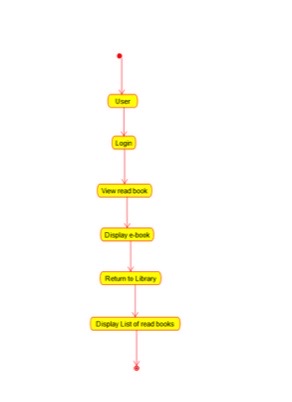 User
Login
View read book
Display e-book
Return to Library
Display List of read books